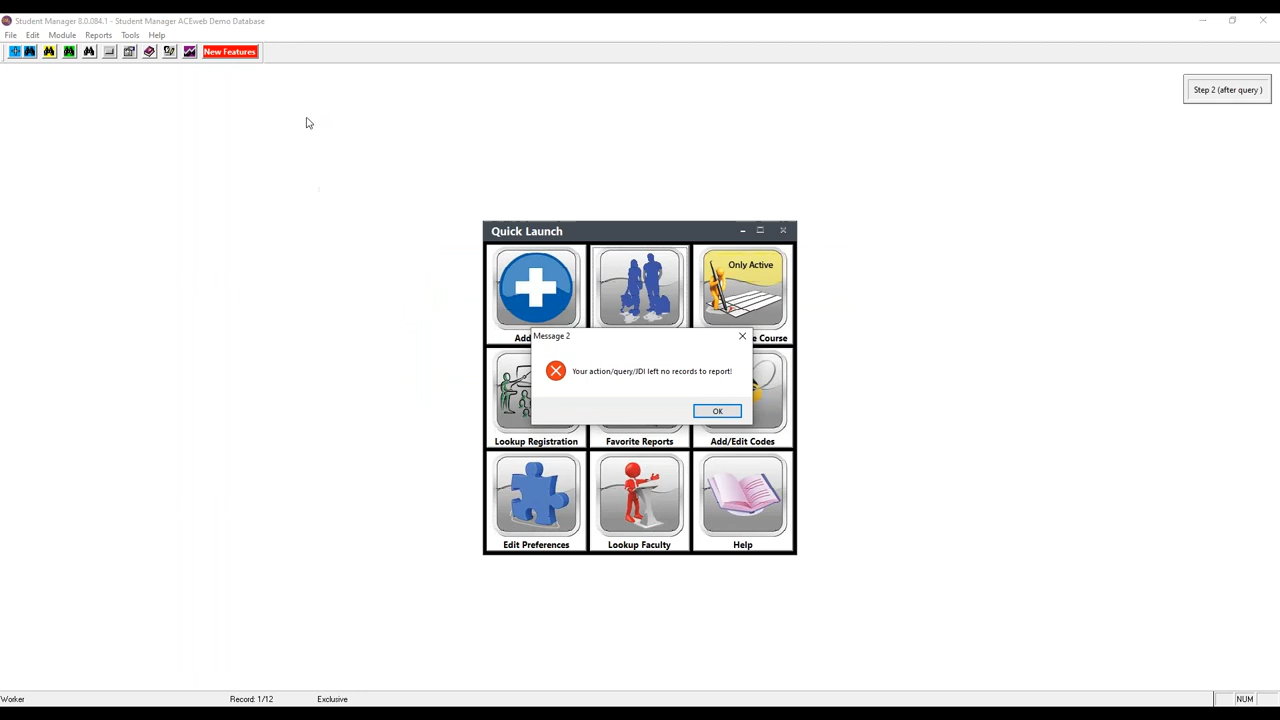 Student Manager 8.0.084.1 - Student Manager ACEweb Demo Database
File Edit Module Reports Tools Help
New Features
Step 2 (after query )
Quick Launch
Only Active
Add
e Course
Message 2
Your action/query/JDI left no records to report!
OK
Lookup Registration Favorite Reports Add/Edit Codes
Edit Preferences Lookup Faculty Help
Worker Record: 1/12 Exclusive NUM